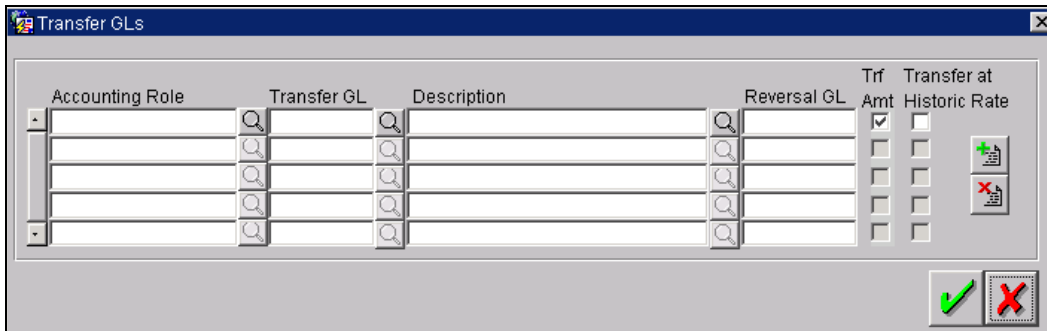 Transfer GLs
Trf Transfer at
Accounting Role Transfer GL Description Reversal GL Amt Historic Rate